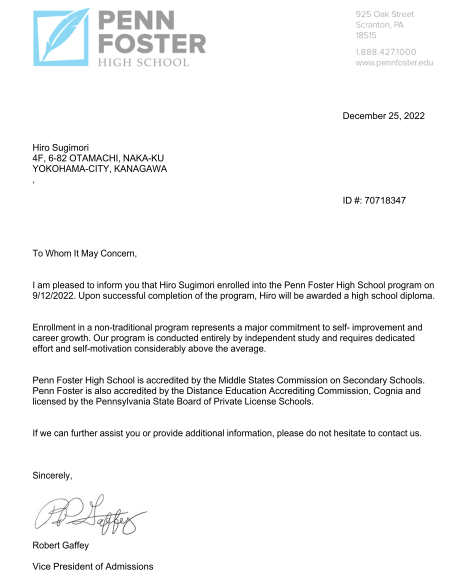 PENN
FOSTER
HIGH SCHOOL
925 Oak Street
Scranton, PA
18515
1.888.427.1000
www.pennfoster.edu
December 25, 2022
Hiro Sugimori
4F, 6-82 OTAMACHI, NAKA-KU
YOKOHAMA-CITY, KANAGAWA
,
ID #: 70718347
To Whom It May Concern,
I am pleased to inform you that Hiro Sugimori enrolled into the Penn Foster High School program on
9/12/2022. Upon successful completion of the program, Hiro will be awarded a high school diploma.
Enrollment in a non-traditional program represents a major commitment to self- improvement and
career growth. Our program is conducted entirely by independent study and requires dedicated
effort and self-motivation considerably above the average.
Penn Foster High School is accredited by the Middle States Commission on Secondary Schools.
Penn Foster is also accredited by the Distance Education Accrediting Commission, Cognia and
licensed by the Pennsylvania State Board of Private License Schools.
If we can further assist you or provide additional information, please do not hesitate to contact us.
Sincerely,
R Gaffey
Robert Gaffey
Vice President of Admissions